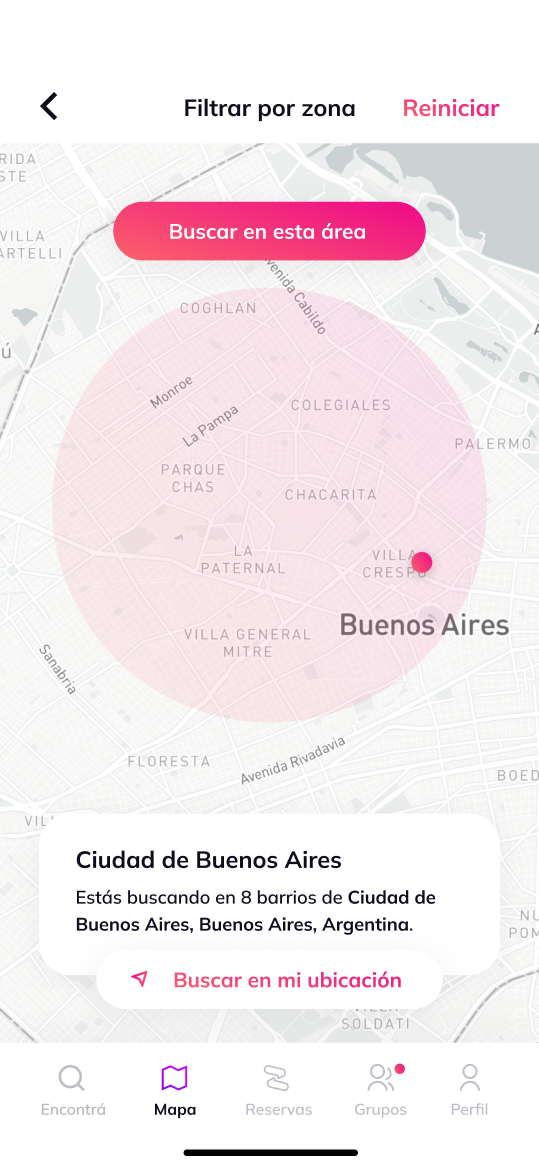 Filtrar por zona
Reiniciar
RIDA
STE
VILLA
ARTELLI
Buscar en esta área
Avenida Cabildo
COGHLAN
ú
Monroe
La Pampa
COLEGIALES
PALERMO
PARQUE
CHAS
CHACARITA
LA
PATERNAL
VILLA
CRESPO
Buenos Aires
VILLA GENERAL
MITRE
Sanabria
FLORESTA
Avenida Rivadavia
BOED
VILL
Ciudad de Buenos Aires
Estás buscando en 8 barrios de Ciudad de
Buenos Aires, Buenos Aires, Argentina.
NU
POM
Buscar en mi ubicación
VILLA
SOLDATI
Encontrá
Mapa
Reservas
Grupos
Perfil